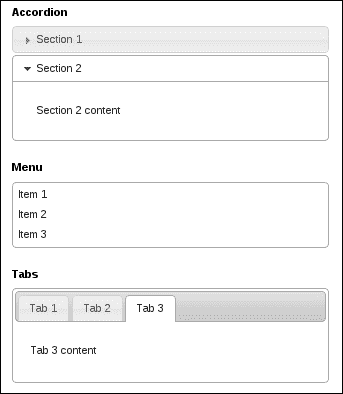 Accordion
Section 1
Section 2
Section 2 content
Menu
Item 1
Item 2
Item 3
Tabs
Tab 1 Tab 2 Tab 3
Tab 3 content